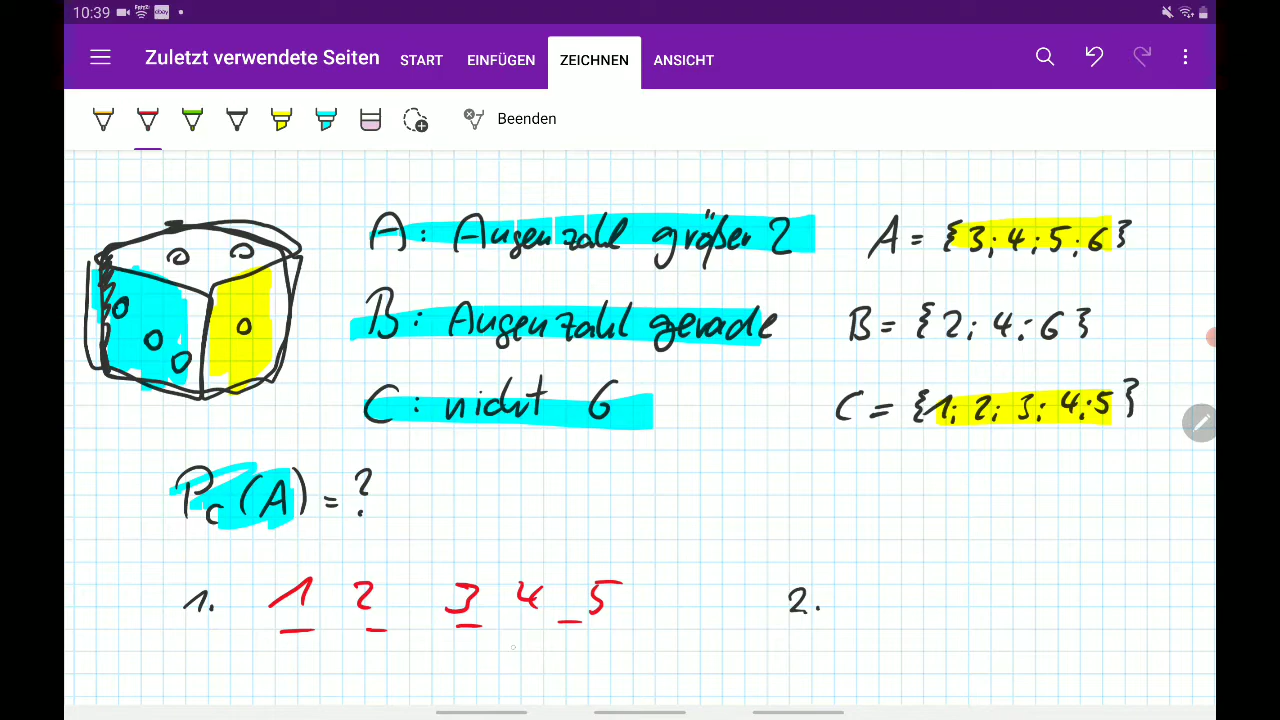 10:39
ebay
Zuletzt verwendete Seiten START EINFÜGEN ZEICHNEN ANSICHT
Beenden
A: Augenzahl größer 2 A = {3; 4; 5; 6}
B: Augenzahl gerade B = {2; 4; 6}
C: nicht 6 C = {1; 2; 3; 4; 5}
P_C(A) = ?
1. 1 2 3 4 5 2.